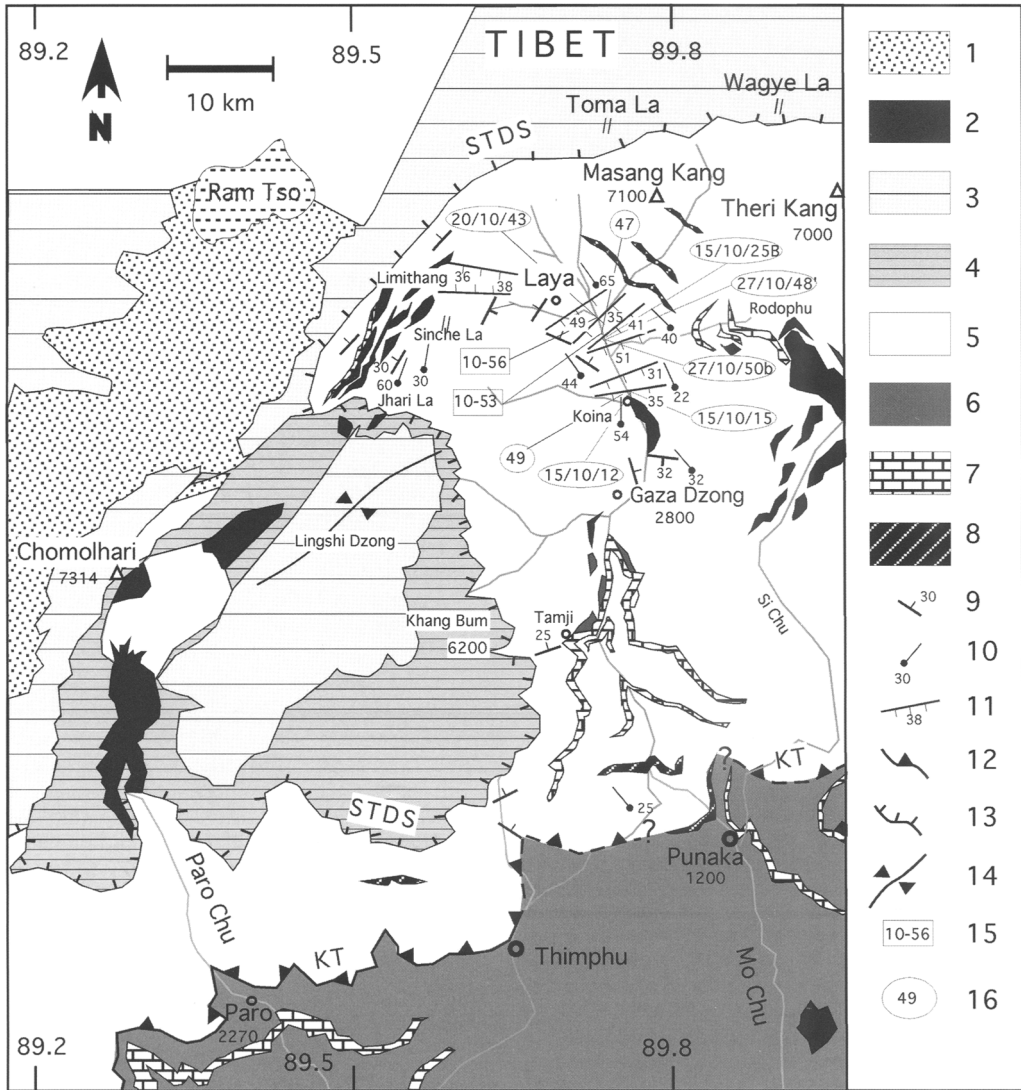 89.2
89.5
TIBET
89.8
10 km
N
STDS
Toma La
Wagye La
Ram Tso
Masang Kang
7100
Theri Kang
7000
20/10/43
47
15/10/25B
Limithang
36
38
Laya
65
27/10/48'
Rodophu
Sinche La
49
35
41
40
10-56
51
27/10/50b
30
60
30
Jhari La
10-53
44
31
22
35
Koina
15/10/15
54
49
15/10/12
32
32
Gaza Dzong
2800
Lingshi Dzong
Chomolhari
7314
Si Chu
Khang Bum
6200
Tamji
25
?
KT
25
?
STDS
Punaka
1200
Paro Chu
KT
Thimphu
Mo Chu
Paro
2270
89.2
89.5
89.8
1
2
3
4
5
6
7
8
30
9
30
10
38
11
12
13
14
10-56
15
49
16